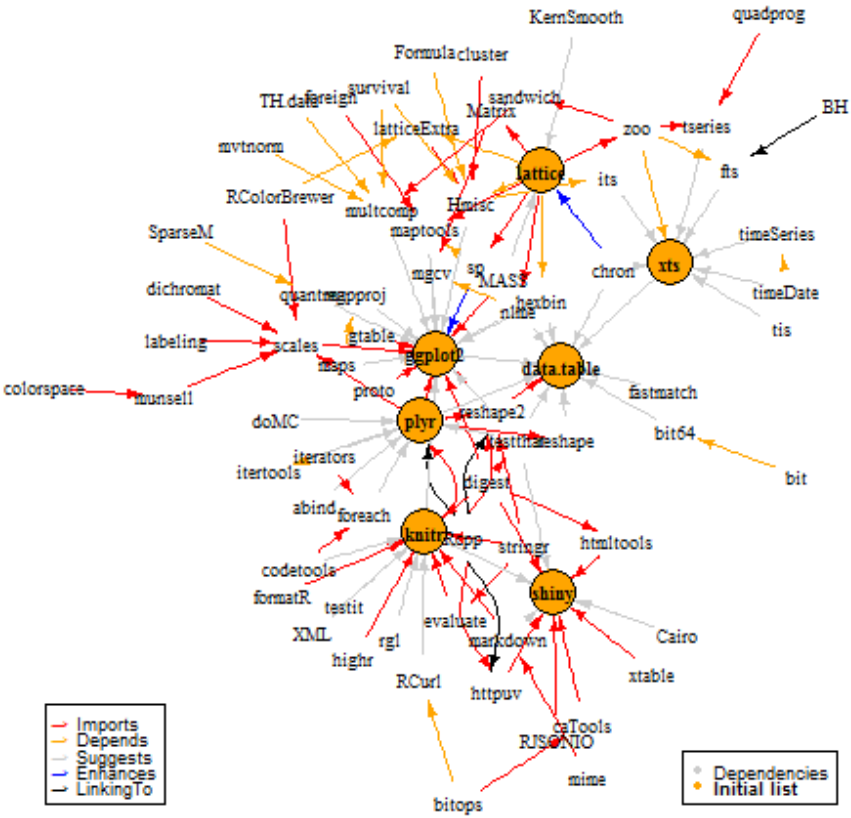 KernSmooth
quadprog
Formula
cluster
survival
TH.data
foreign
sandwich
Matrix
BH
latticeExtra
zoo
tseries
mvtnorm
lattice
its
fts
RColorBrewer
multcomp
Hmisc
SparseM
maptools
timeSeries
xts
mgcv
sp
MASS
chron
dichromat
quantreg
mapproj
hexbin
nlme
timeDate
tis
labeling
scales
gtable
ggplot2
maps
data.table
colorspace
munsell
proto
fastmatch
reshape2
doMC
plyr
testthat
reshape
bit64
iterators
itertools
digest
bit
abind
foreach
knitr
Rcpp
stringr
htmltools
codetools
formatR
testit
shiny
XML
rgl
evaluate
markdown
Cairo
highr
xtable
RCurl
httpuv
caTools
RJSONIO
mime
bitops
Imports
Depends
Suggests
Enhances
LinkingTo
Dependencies
Initial list